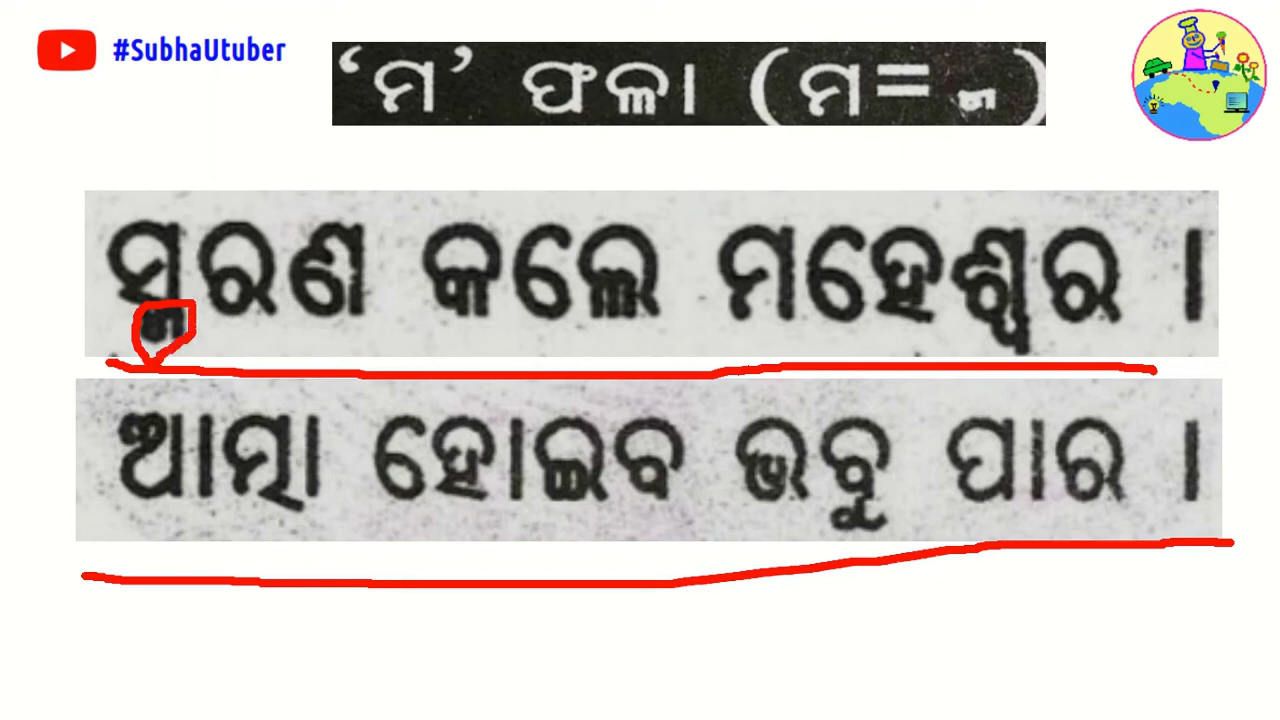 #SubhaUtuber
‘ମ’ ଫଳା (ମ= ୍ମ)
ସ୍ମରଣ କଲେ ମହେଶ୍ୱର ।
ଆତ୍ମା ହୋଇବ ଭବୁ ପାର ।